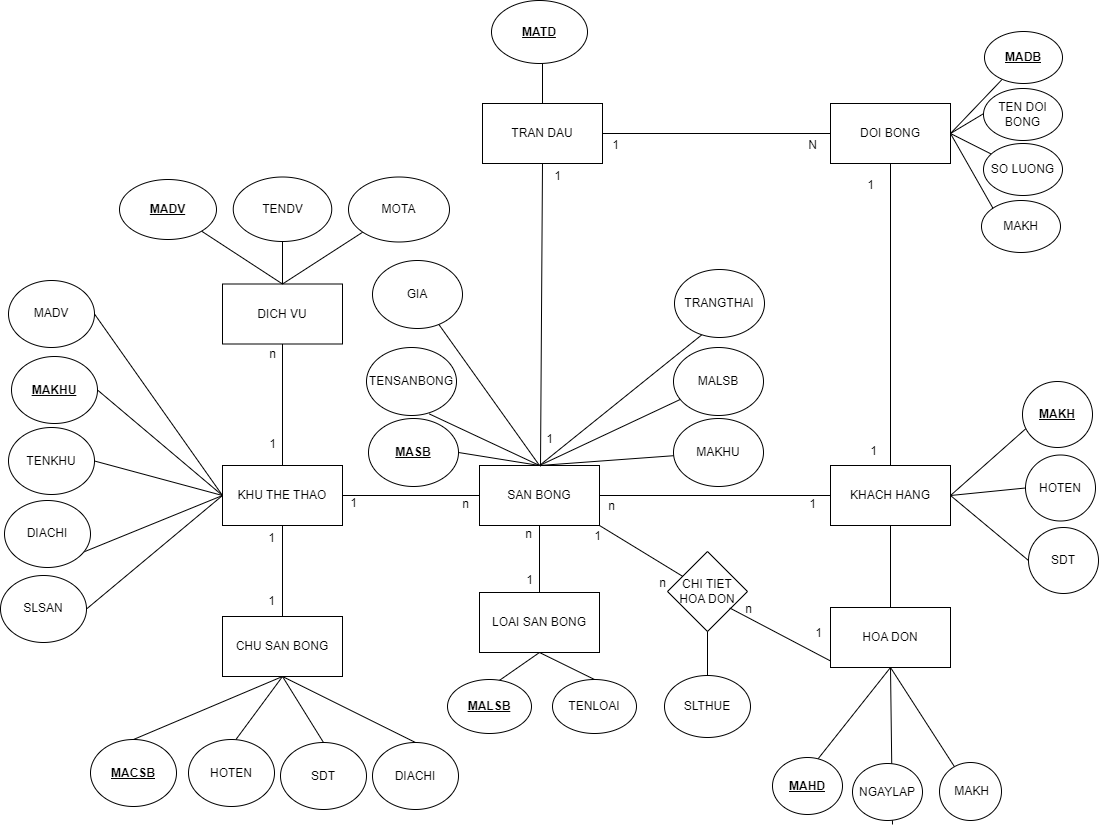 MATD
MADB
TRAN DAU
DOI BONG
TEN DOI
BONG
1
N
SO LUONG
1
1
MADV
TENDV
MOTA
MAKH
GIA
TRANGTHAI
MADV
DICH VU
n
TENSANBONG
MALSB
MAKHU
MAKH
1
1
1
MASB
MAKHU
TENKHU
KHU THE THAO
SAN BONG
KHACH HANG
HOTEN
1
n
n
1
DIACHI
1
n
1
SDT
1
1
n
CHI TIET
HOA DON
n
SLSAN
CHU SAN BONG
LOAI SAN BONG
1
HOA DON
MALSB
TENLOAI
SLTHUE
MACSB
HOTEN
SDT
DIACHI
MAHD
NGAYLAP
MAKH